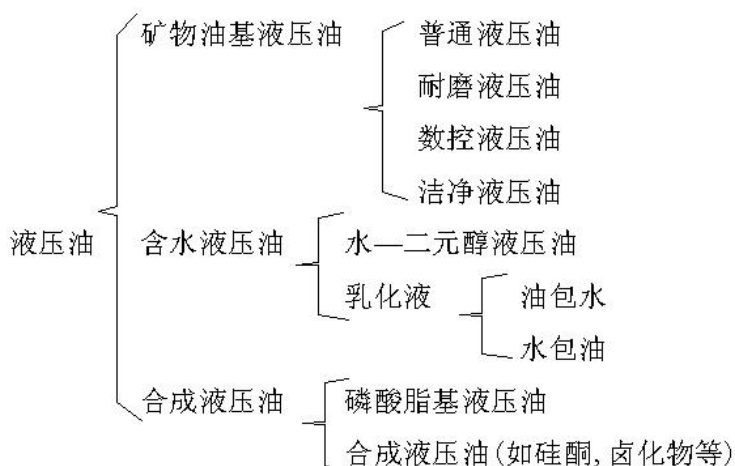 矿物油基液压油 普通液压油
耐磨液压油
数控液压油
洁净液压油
液压油 含水液压油 水—二元醇液压油
乳化液 油包水
水包油
合成液压油 磷酸脂基液压油
合成液压油(如硅酮,卤化物等)